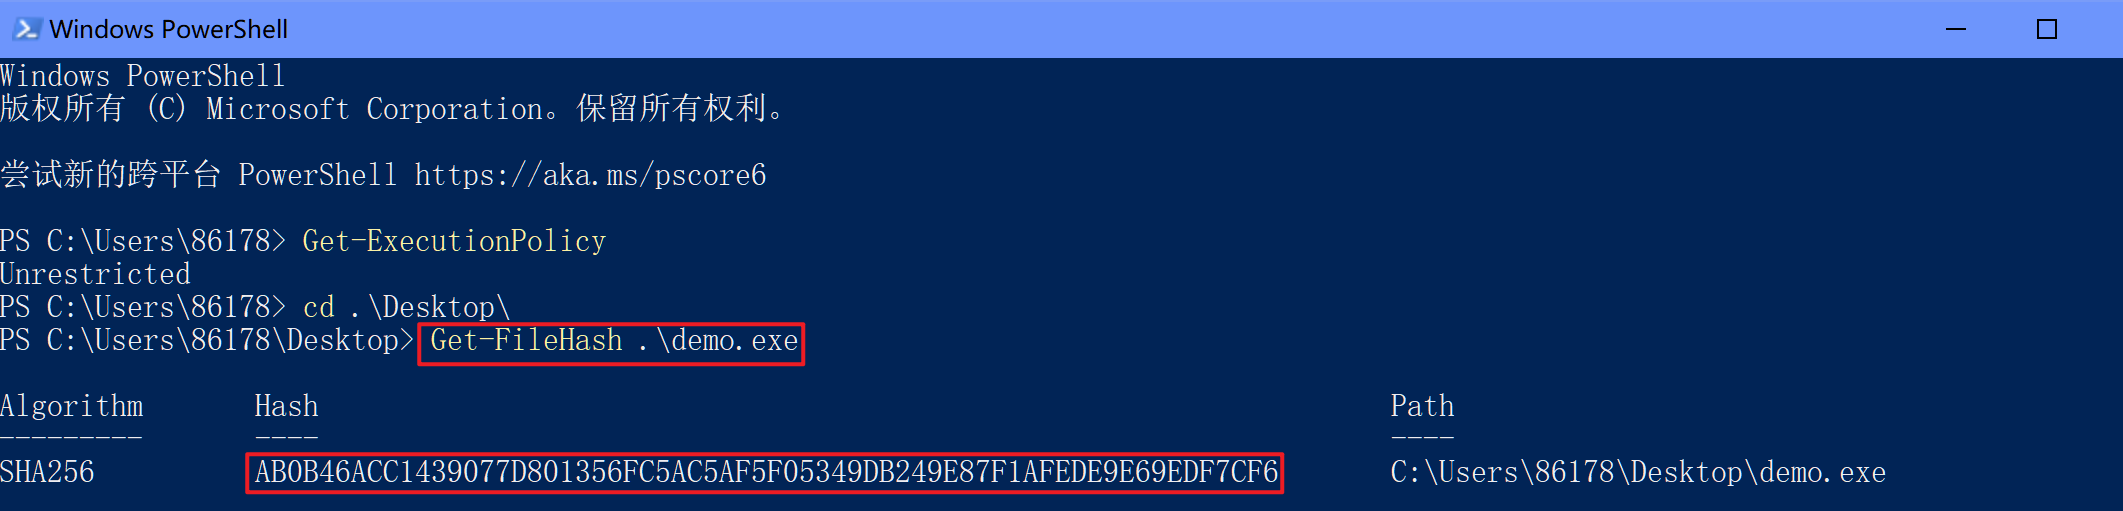 Windows PowerShell
Windows PowerShell
版权所有 (C) Microsoft Corporation。保留所有权利。
尝试新的跨平台 PowerShell https://aka.ms/pscore6
PS C:\Users\86178> Get-ExecutionPolicy
Unrestricted
PS C:\Users\86178> cd .\Desktop\
PS C:\Users\86178\Desktop> Get-FileHash .\demo.exe
Algorithm Hash Path
--------- ---- ----
SHA256 AB0B46ACC1439077D801356FC5AC5AF5F05349DB249E87F1AFEDE9E69EDF7CF6 C:\Users\86178\Desktop\demo.exe